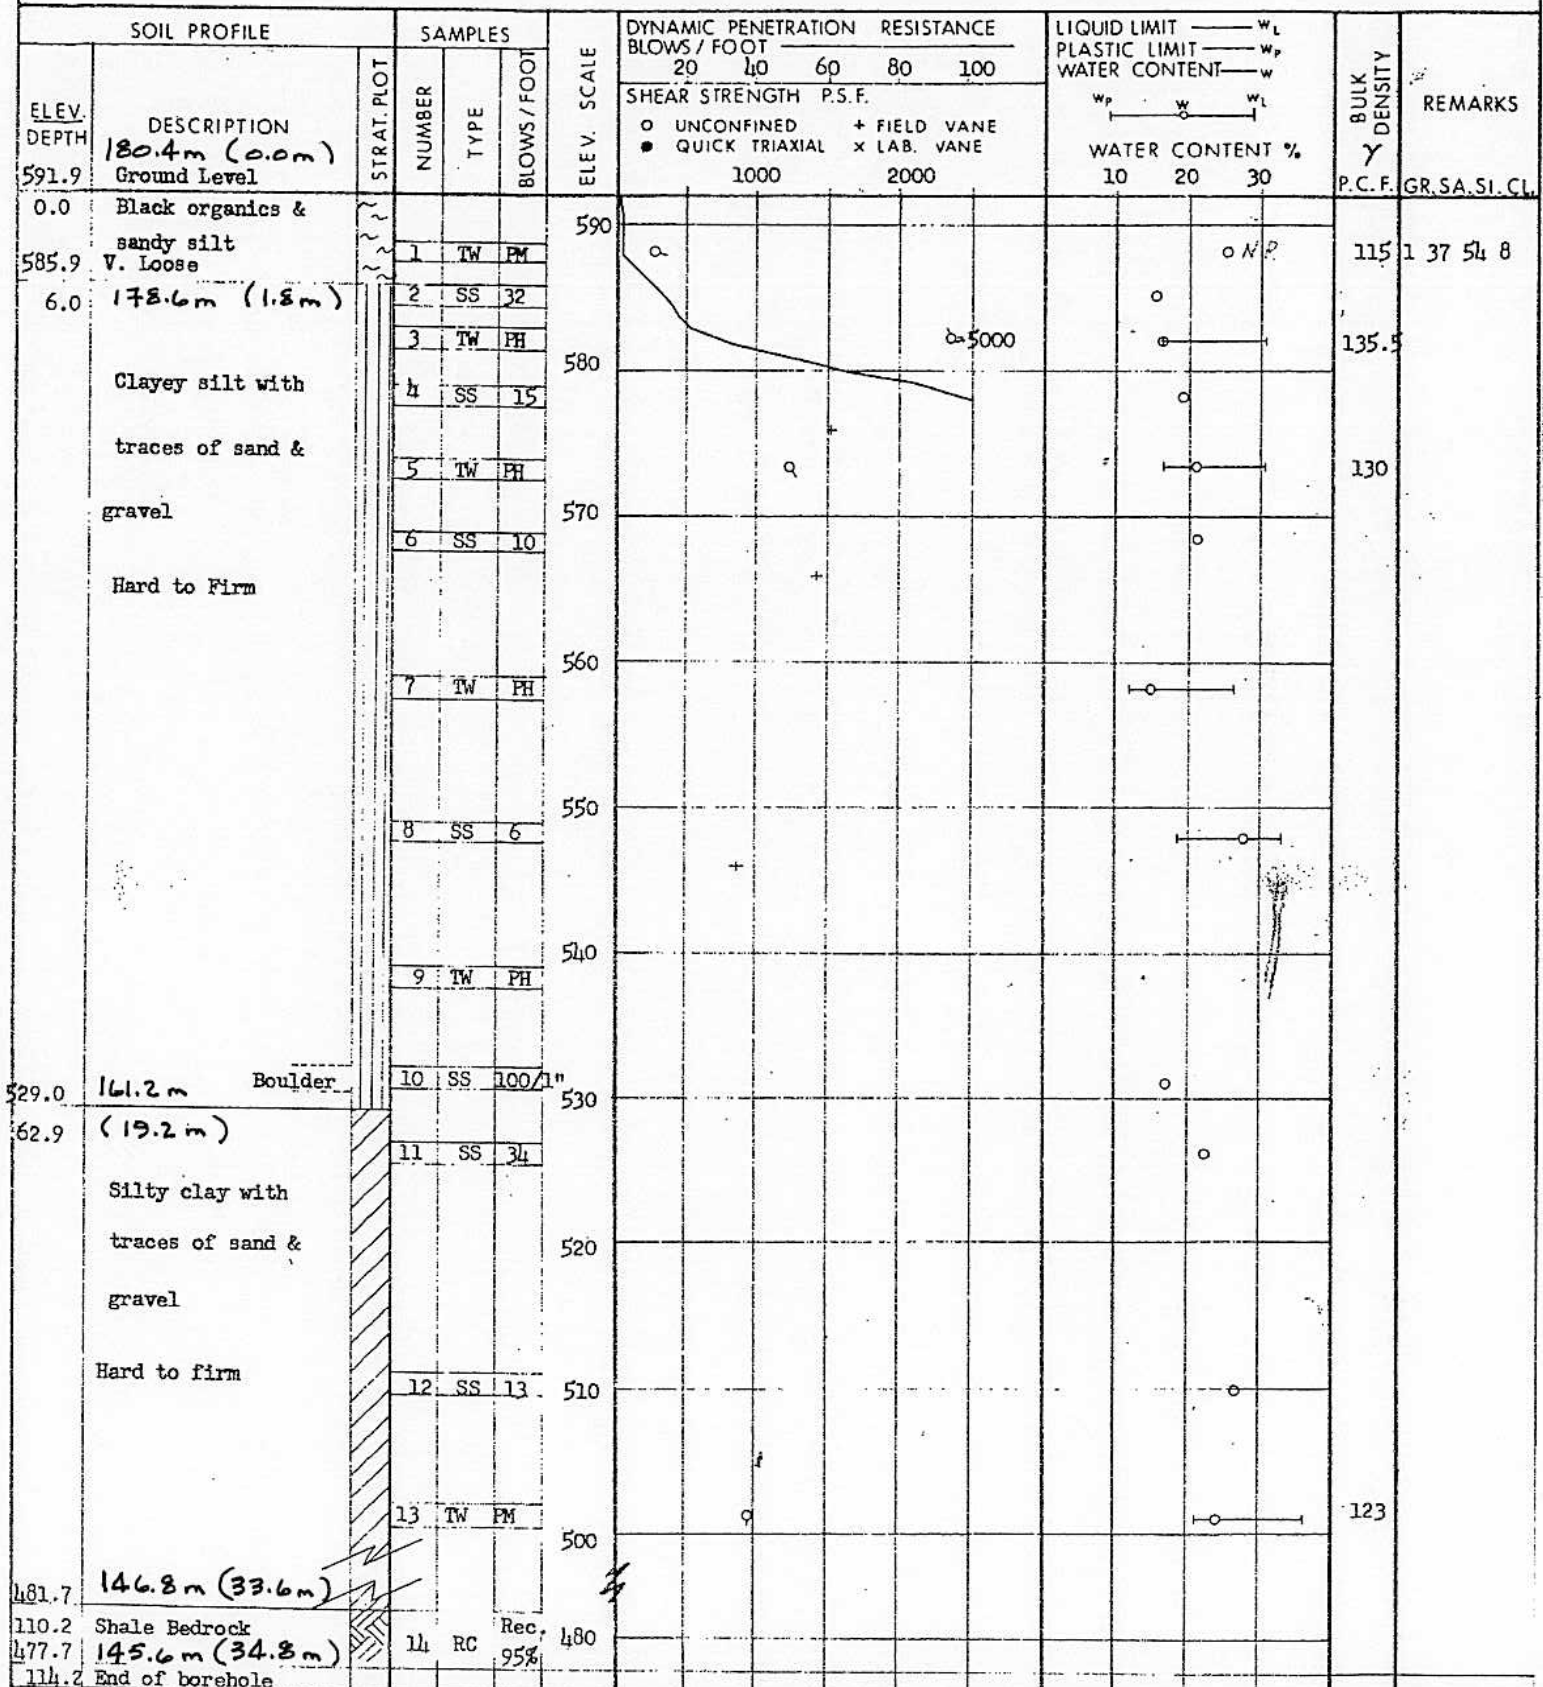 SOIL PROFILE
SAMPLES
ELEV. SCALE
DYNAMIC PENETRATION RESISTANCE
BLOWS / FOOT
20 40 60 80 100
SHEAR STRENGTH P.S.F.
O UNCONFINED + FIELD VANE
● QUICK TRIAXIAL × LAB. VANE
1000 2000
LIQUID LIMIT —— wL
PLASTIC LIMIT —— wP
WATER CONTENT —— w
wP w wL
WATER CONTENT %
10 20 30
BULK DENSITY
γ
P.C.F.
REMARKS
GR. SA. SI. CL.
ELEV.
DEPTH
DESCRIPTION
STRAT. PLOT
NUMBER
TYPE
BLOWS / FOOT
180.4m (0.0m)
591.9 Ground Level
0.0 Black organics &
sandy silt
585.9 V. Loose
6.0 178.6m (1.8m)
Clayey silt with
traces of sand &
gravel
Hard to Firm
Boulder
529.0 161.2m
62.9 (19.2m)
Silty clay with
traces of sand &
gravel
Hard to firm
481.7 146.8m (33.6m)
110.2 Shale Bedrock
477.7 145.6m (34.8m)
114.2 End of borehole
1 TW PM
2 SS 32
3 TW PH
4 SS 15
5 TW PH
6 SS 10
7 TW PH
8 SS 6
9 TW PH
10 SS 100/1"
11 SS 34
12 SS 13
13 TW PM
14 RC Rec. 95%
590
580
570
560
550
540
530
520
510
500
480
5000
N.P.
115 1 37 54 8
135.5
130
123